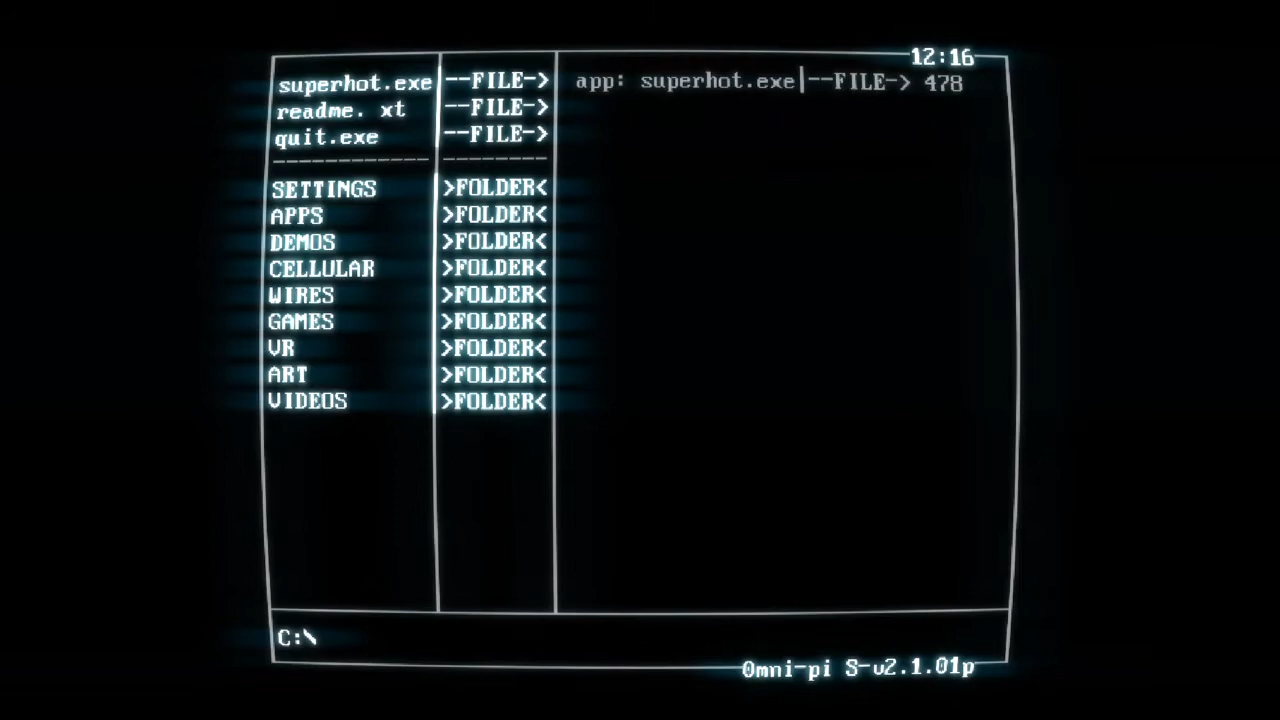 12:16
superhot.exe|--FILE-> app: superhot.exe|--FILE-> 478
readme. xt --FILE->
quit.exe --FILE->
------------ --------
SETTINGS >FOLDER<
APPS >FOLDER<
DEMOS >FOLDER<
CELLULAR >FOLDER<
WIRES >FOLDER<
GAMES >FOLDER<
VR >FOLDER<
ART >FOLDER<
VIDEOS >FOLDER<
C:\
Omni-pi S-v2.1.01p